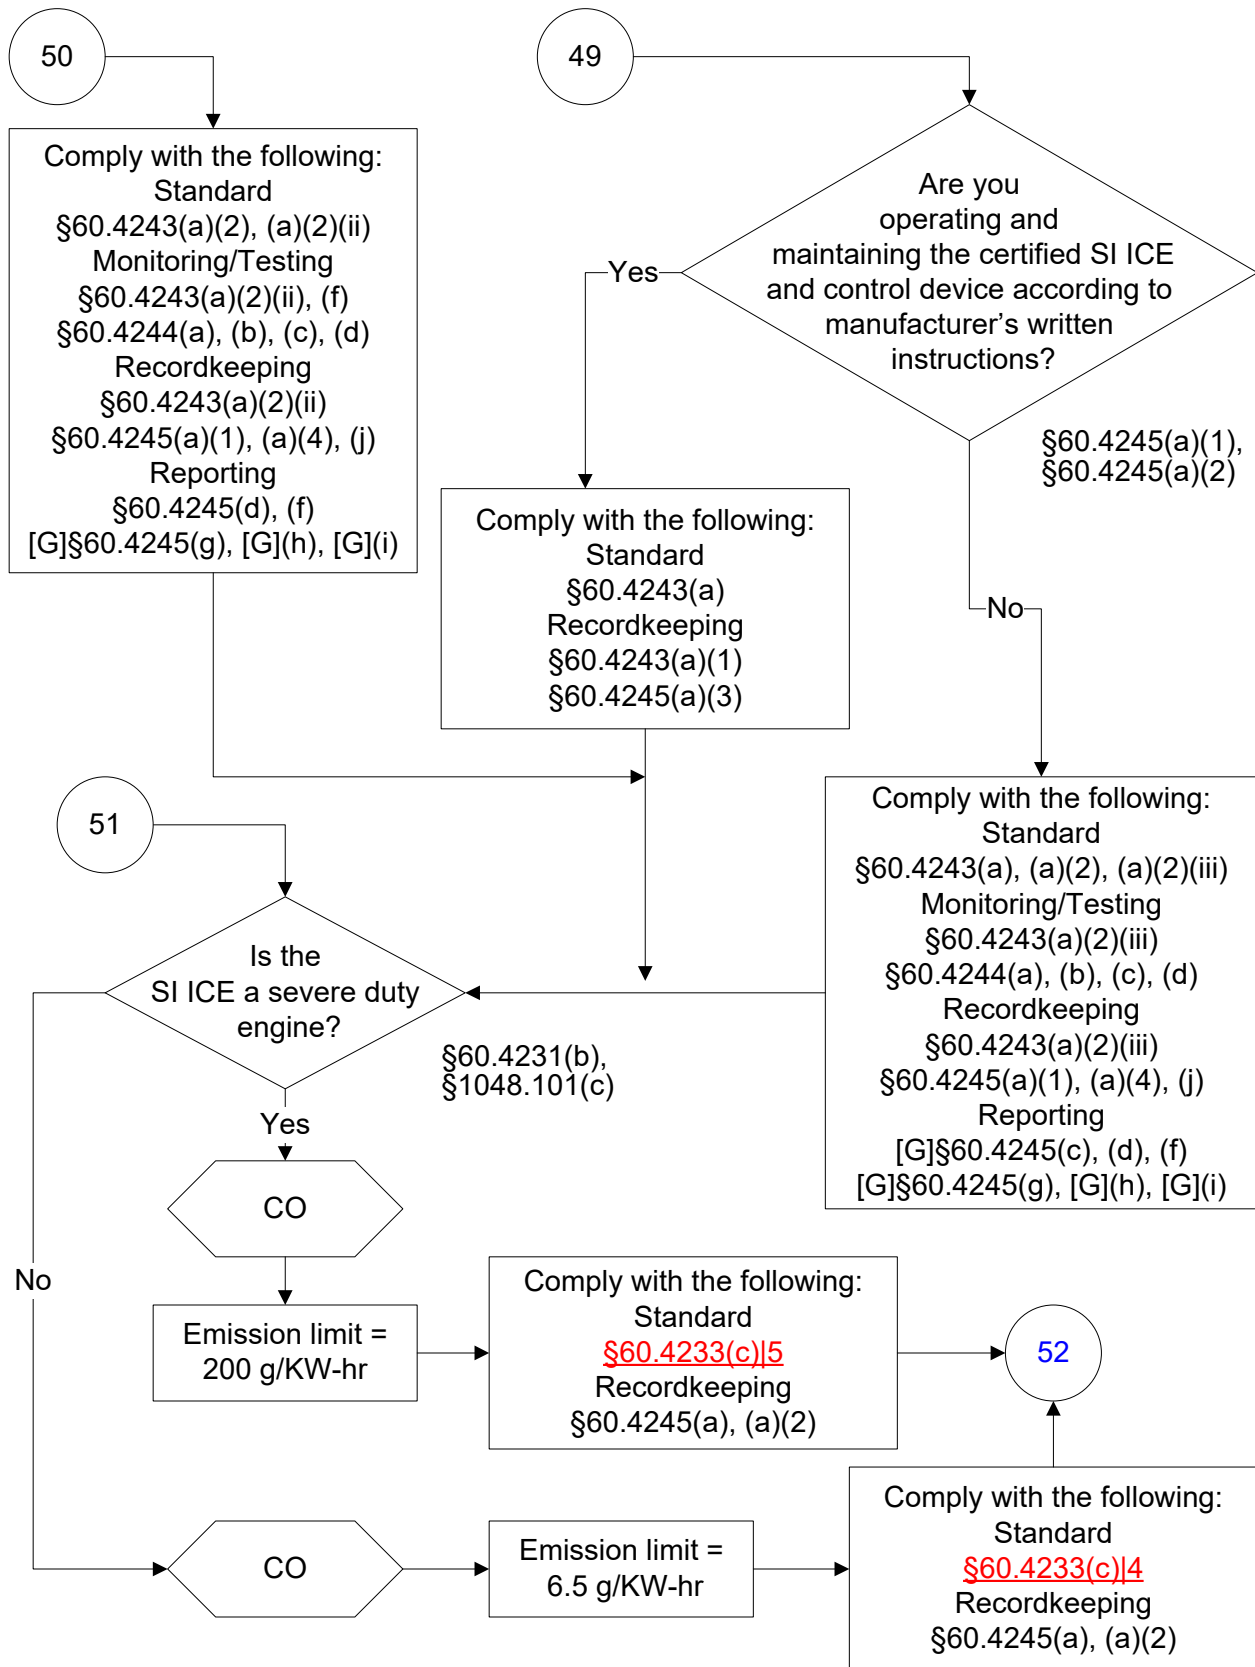 50
49
Comply with the following:
Standard
§60.4243(a)(2), (a)(2)(ii)
Monitoring/Testing
§60.4243(a)(2)(ii), (f)
§60.4244(a), (b), (c), (d)
Recordkeeping
§60.4243(a)(2)(ii)
§60.4245(a)(1), (a)(4), (j)
Reporting
§60.4245(d), (f)
[G]§60.4245(g), [G](h), [G](i)
Are you
operating and
maintaining the certified SI ICE
and control device according to
manufacturer’s written
instructions?
Yes
§60.4245(a)(1),
§60.4245(a)(2)
No
Comply with the following:
Standard
§60.4243(a)
Recordkeeping
§60.4243(a)(1)
§60.4245(a)(3)
Comply with the following:
Standard
§60.4243(a), (a)(2), (a)(2)(iii)
Monitoring/Testing
§60.4243(a)(2)(iii)
§60.4244(a), (b), (c), (d)
Recordkeeping
§60.4243(a)(2)(iii)
§60.4245(a)(1), (a)(4), (j)
Reporting
[G]§60.4245(c), (d), (f)
[G]§60.4245(g), [G](h), [G](i)
51
Is the
SI ICE a severe duty
engine?
§60.4231(b),
§1048.101(c)
Yes
No
CO
Emission limit =
200 g/KW-hr
Comply with the following:
Standard
§60.4233(c)|5
Recordkeeping
§60.4245(a), (a)(2)
52
CO
Emission limit =
6.5 g/KW-hr
Comply with the following:
Standard
§60.4233(c)|4
Recordkeeping
§60.4245(a), (a)(2)